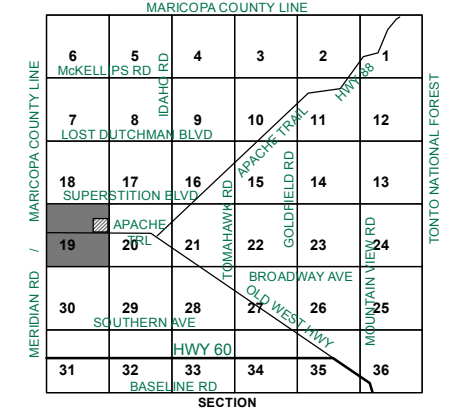 MARICOPA COUNTY LINE
6 5 4 3 2 1
McKELLIPS RD
IDAHO RD
HWY 88
7 8 9 10 11 12
LOST DUTCHMAN BLVD
APACHE TRAIL
MARICOPA COUNTY LINE
TONTO NATIONAL FOREST
18 17 16 15 14 13
SUPERSTITION BLVD
TOMAHAWK RD
GOLDFIELD RD
APACHE
TRL
19 20 21 22 23 24
MOUNTAIN VIEW RD
/
MERIDIAN RD
BROADWAY AVE
OLD WEST HWY
30 29 28 27 26 25
SOUTHERN AVE
HWY 60
31 32 33 34 35 36
BASELINE RD
SECTION